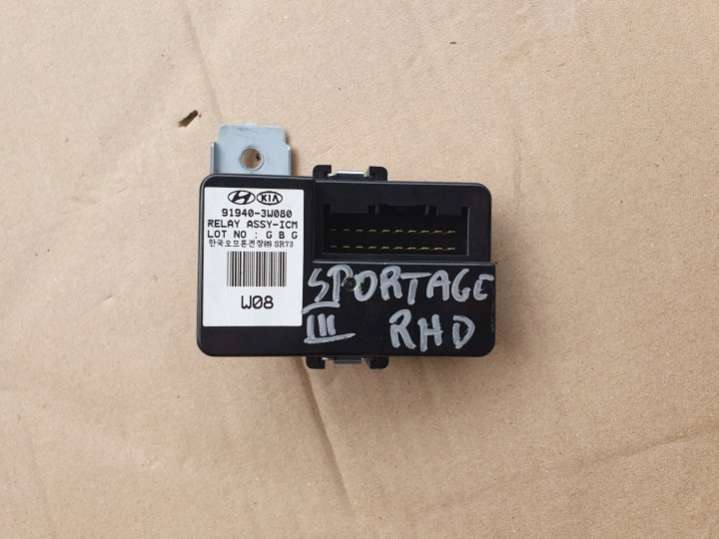 KIA
91940-3W080
RELAY ASSY-ICM
LOT NO : G B G
한국오므론전장㈜ SR73
W08
SPORTAGE
III RHD